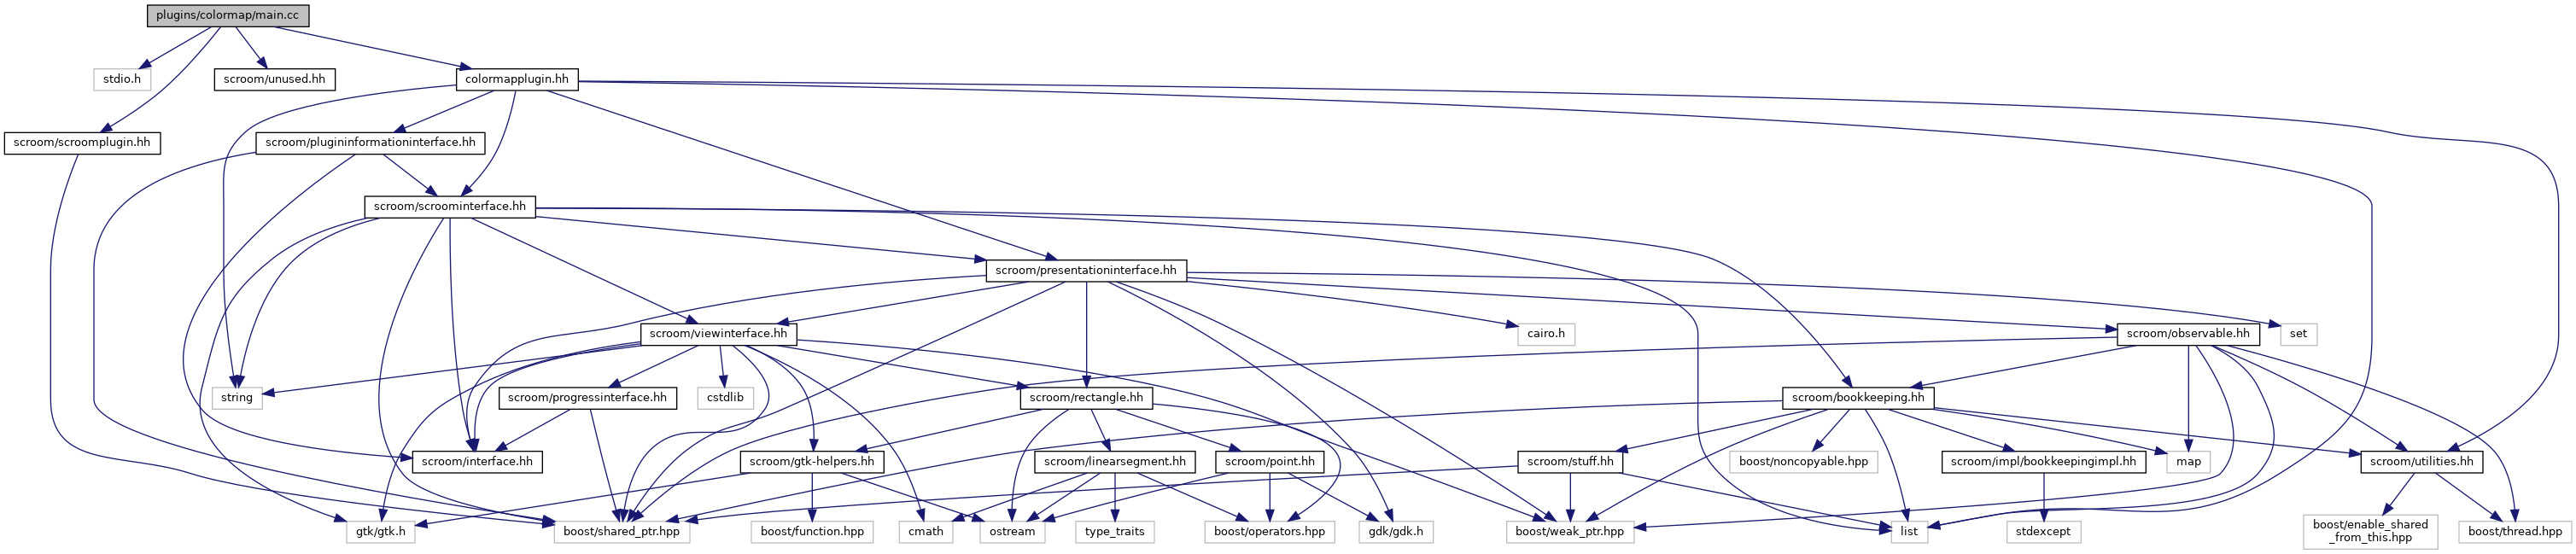 plugins/colormap/main.cc
stdio.h
scroom/unused.hh
colormapplugin.hh
scroom/scroomplugin.hh
scroom/plugininformationinterface.hh
scroom/scroominterface.hh
scroom/presentationinterface.hh
scroom/viewinterface.hh
cairo.h
scroom/observable.hh
set
string
scroom/progressinterface.hh
cstdlib
scroom/rectangle.hh
scroom/bookkeeping.hh
scroom/interface.hh
scroom/gtk-helpers.hh
scroom/linearsegment.hh
scroom/point.hh
scroom/stuff.hh
boost/noncopyable.hpp
scroom/impl/bookkeepingimpl.hh
map
scroom/utilities.hh
gtk/gtk.h
boost/shared_ptr.hpp
boost/function.hpp
cmath
ostream
type_traits
boost/operators.hpp
gdk/gdk.h
boost/weak_ptr.hpp
list
stdexcept
boost/enable_shared
_from_this.hpp
boost/thread.hpp